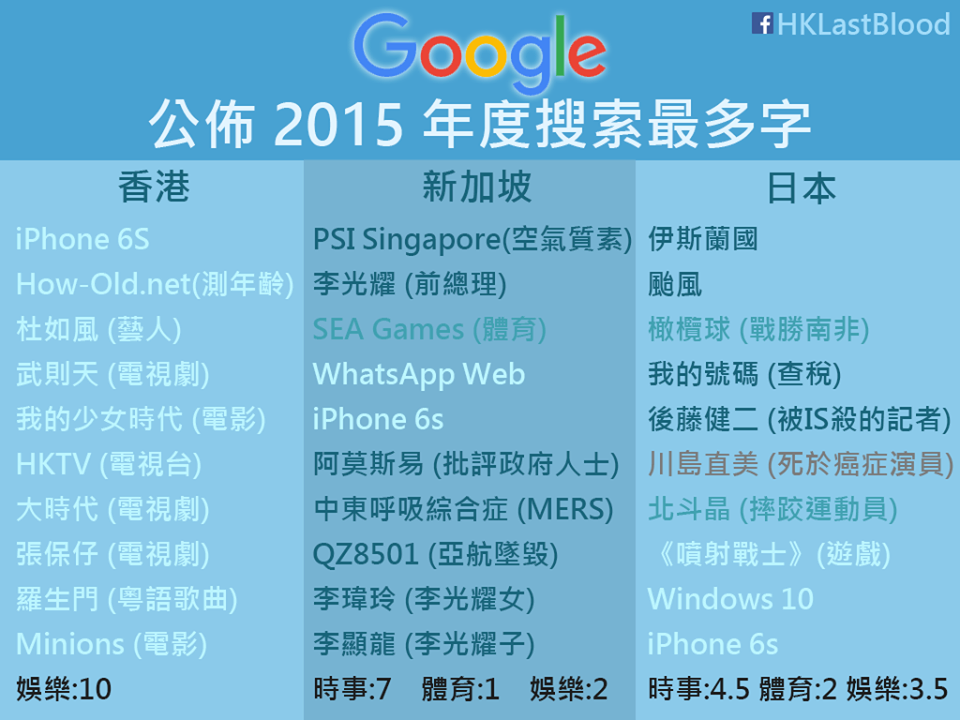 HKLastBlood
Google
公佈 2015 年度搜索最多字
香港
iPhone 6S
How-Old.net(測年齡)
杜如風 (藝人)
武則天 (電視劇)
我的少女時代 (電影)
HKTV (電視台)
大時代 (電視劇)
張保仔 (電視劇)
羅生門 (粵語歌曲)
Minions (電影)
娛樂:10
新加坡
PSI Singapore(空氣質素)
李光耀 (前總理)
SEA Games (體育)
WhatsApp Web
iPhone 6s
阿莫斯易 (批評政府人士)
中東呼吸綜合症 (MERS)
QZ8501 (亞航墜毀)
李瑋玲 (李光耀女)
李顯龍 (李光耀子)
時事:7 體育:1 娛樂:2
日本
伊斯蘭國
颱風
橄欖球 (戰勝南非)
我的號碼 (查稅)
後藤健二 (被IS殺的記者)
川島直美 (死於癌症演員)
北斗晶 (摔跤運動員)
《噴射戰士》(遊戲)
Windows 10
iPhone 6s
時事:4.5 體育:2 娛樂:3.5